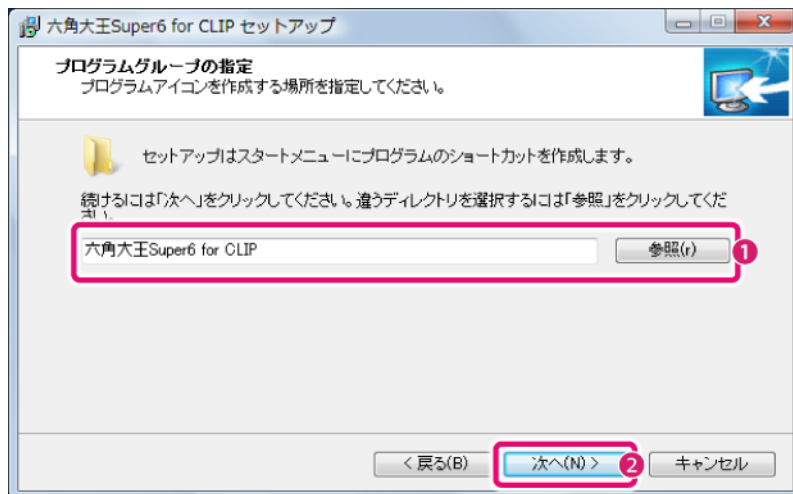 六角大王Super6 for CLIP セットアップ
プログラムグループの指定
プログラムアイコンを作成する場所を指定してください。
セットアップはスタートメニューにプログラムのショートカットを作成します。
続けるには「次へ」をクリックしてください。違うディレクトリを選択するには「参照」をクリックしてくだ
さい。
六角大王Super6 for CLIP
参照(r)
1
< 戻る(B)
次へ(N) >
2
キャンセル